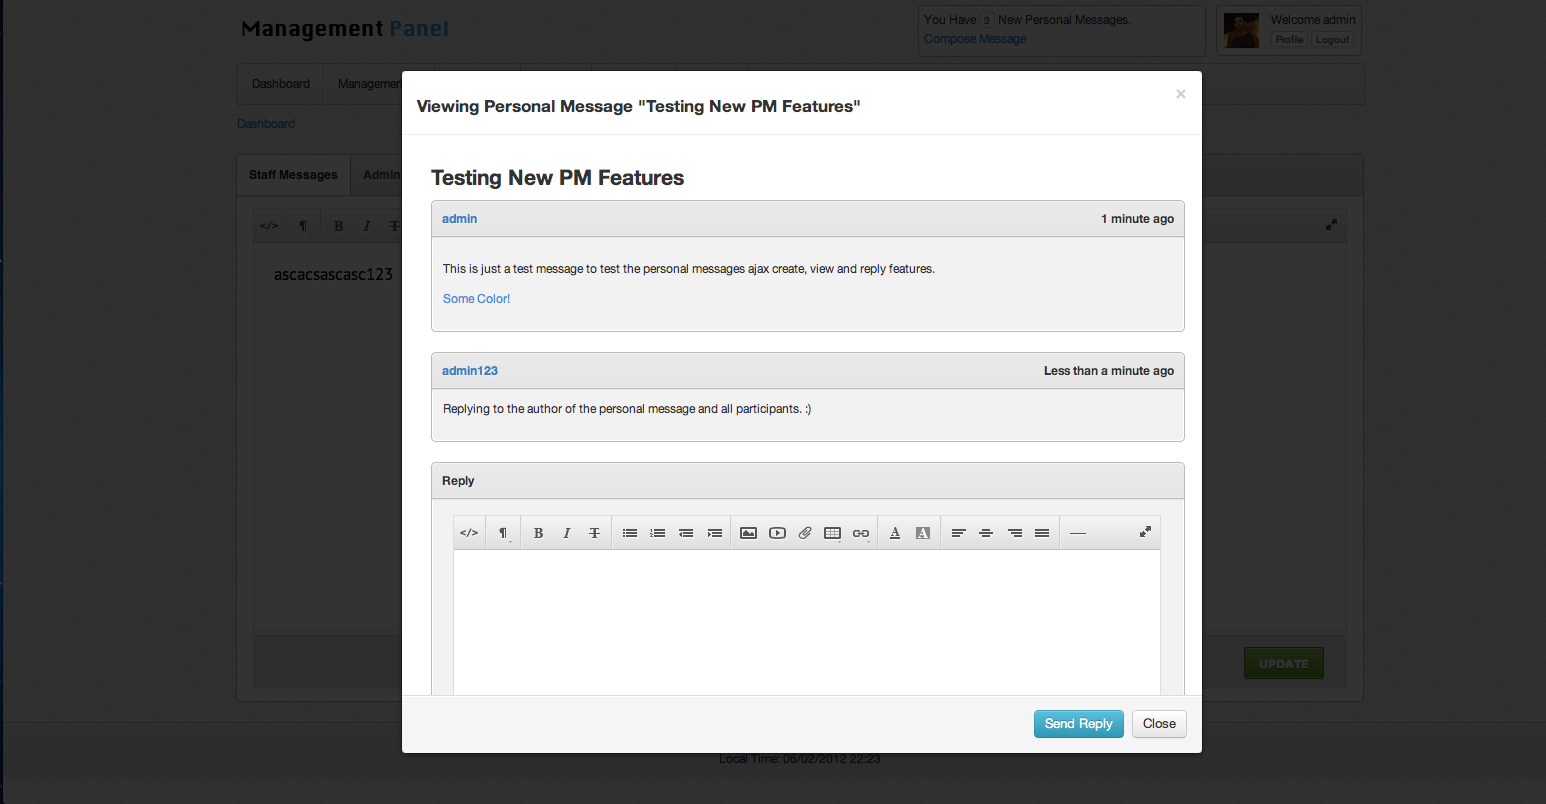 Management Panel
You Have 3 New Personal Messages.
Compose Message
Welcome admin
Profile Logout
Dashboard
Dashboard
Staff Messages
</> ¶ B I T
ascacsascasc123
UPDATE
Local Time: 06/02/2012 22:23
Viewing Personal Message "Testing New PM Features"
×
Testing New PM Features
admin 1 minute ago
This is just a test message to test the personal messages ajax create, view and reply features.
Some Color!
admin123 Less than a minute ago
Replying to the author of the personal message and all participants. :)
Reply
</> ¶ B I T A A
Send Reply Close